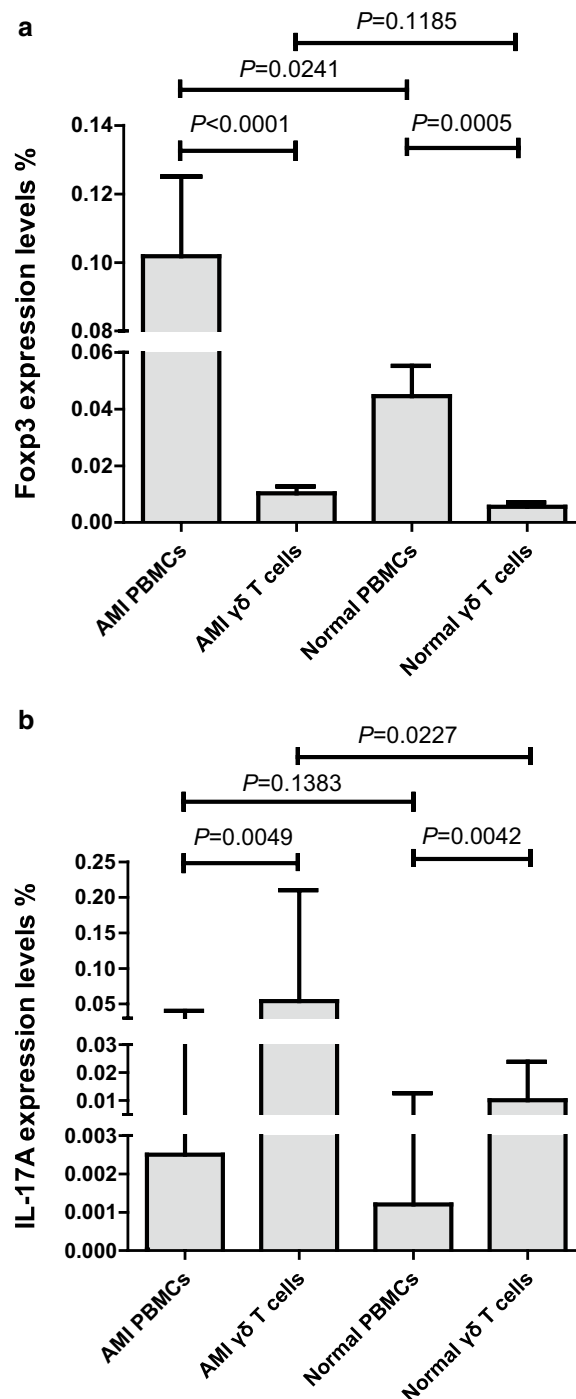 a
P=0.1185
P=0.0241
P<0.0001
P=0.0005
0.14
0.12
0.10
0.08
0.06
0.04
0.02
0.00
Foxp3 expression levels %
AMI PBMCs
AMI γδ T cells
Normal PBMCs
Normal γδ T cells
b
P=0.0227
P=0.1383
P=0.0049
P=0.0042
0.25
0.20
0.15
0.10
0.05
0.03
0.02
0.01
0.003
0.002
0.001
0.000
IL-17A expression levels %
AMI PBMCs
AMI γδ T cells
Normal PBMCs
Normal γδ T cells